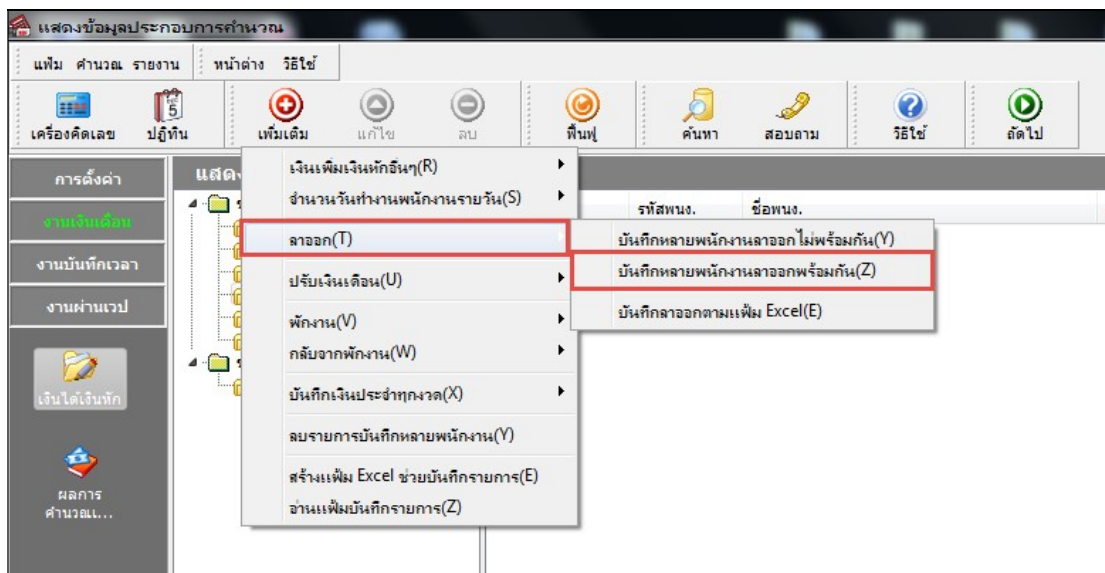 แสดงข้อมูลประกอบการคำนวณ
แฟ้ม คำนวณ รายงาน หน้าต่าง วิธีใช้
5
เครื่องคิดเลข ปฏิทิน เพิ่มเติม แก้ไข ลบ ฟื้นฟู ค้นหา สอบถาม วิธีใช้ ถัดไป
การตั้งค่า
งานเงินเดือน
งานบันทึกเวลา
งานผ่านเวป
เงินได้เงินหัก
ผลการ
คำนวณเ...
แสด
รหัสพนง. ชื่อพนง.
เงินเพิ่มเงินหักอื่นๆ(R)
จำนวนวันทำงานพนักงานรายวัน(S)
ลาออก(T)
ปรับเงินเดือน(U)
พักงาน(V)
กลับจากพักงาน(W)
บันทึกเงินประจำทุกงวด(X)
ลบรายการบันทึกหลายพนักงาน(Y)
สร้างแฟ้ม Excel ช่วยบันทึกรายการ(E)
อ่านแฟ้มบันทึกรายการ(Z)
บันทึกหลายพนักงานลาออกไม่พร้อมกัน(Y)
บันทึกหลายพนักงานลาออกพร้อมกัน(Z)
บันทึกลาออกตามแฟ้ม Excel(E)